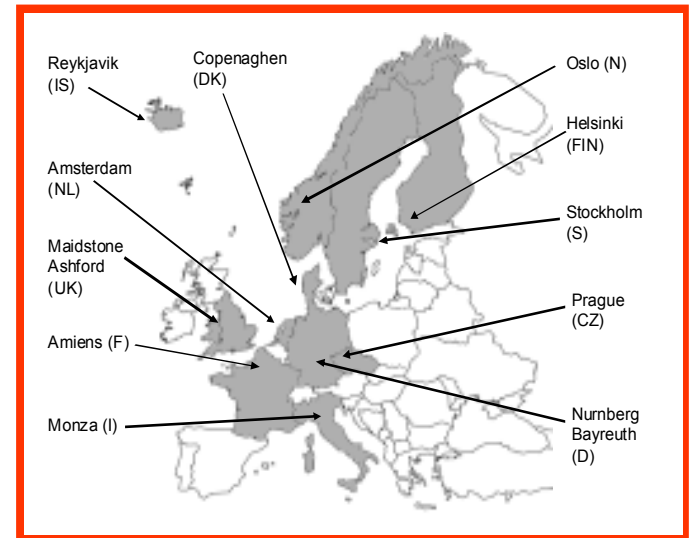 Reykjavik
(IS)
Copenaghen
(DK)
Oslo (N)
Helsinki
(FIN)
Amsterdam
(NL)
Stockholm
(S)
Maidstone
Ashford
(UK)
Prague
(CZ)
Amiens (F)
Monza (I)
Nurnberg
Bayreuth
(D)